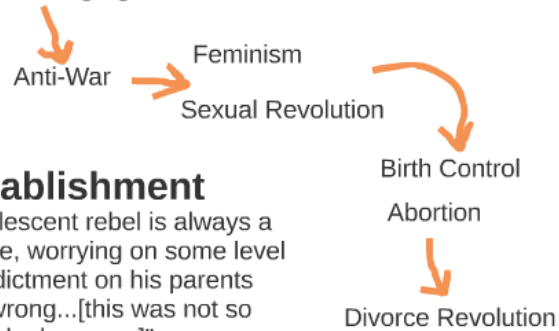 Feminism
Anti-War
Sexual Revolution
Birth Control
ablishment
Abortion
lescent rebel is always a
e, worrying on some level
dictment on his parents
wrong...[this was not so
Divorce Revolution